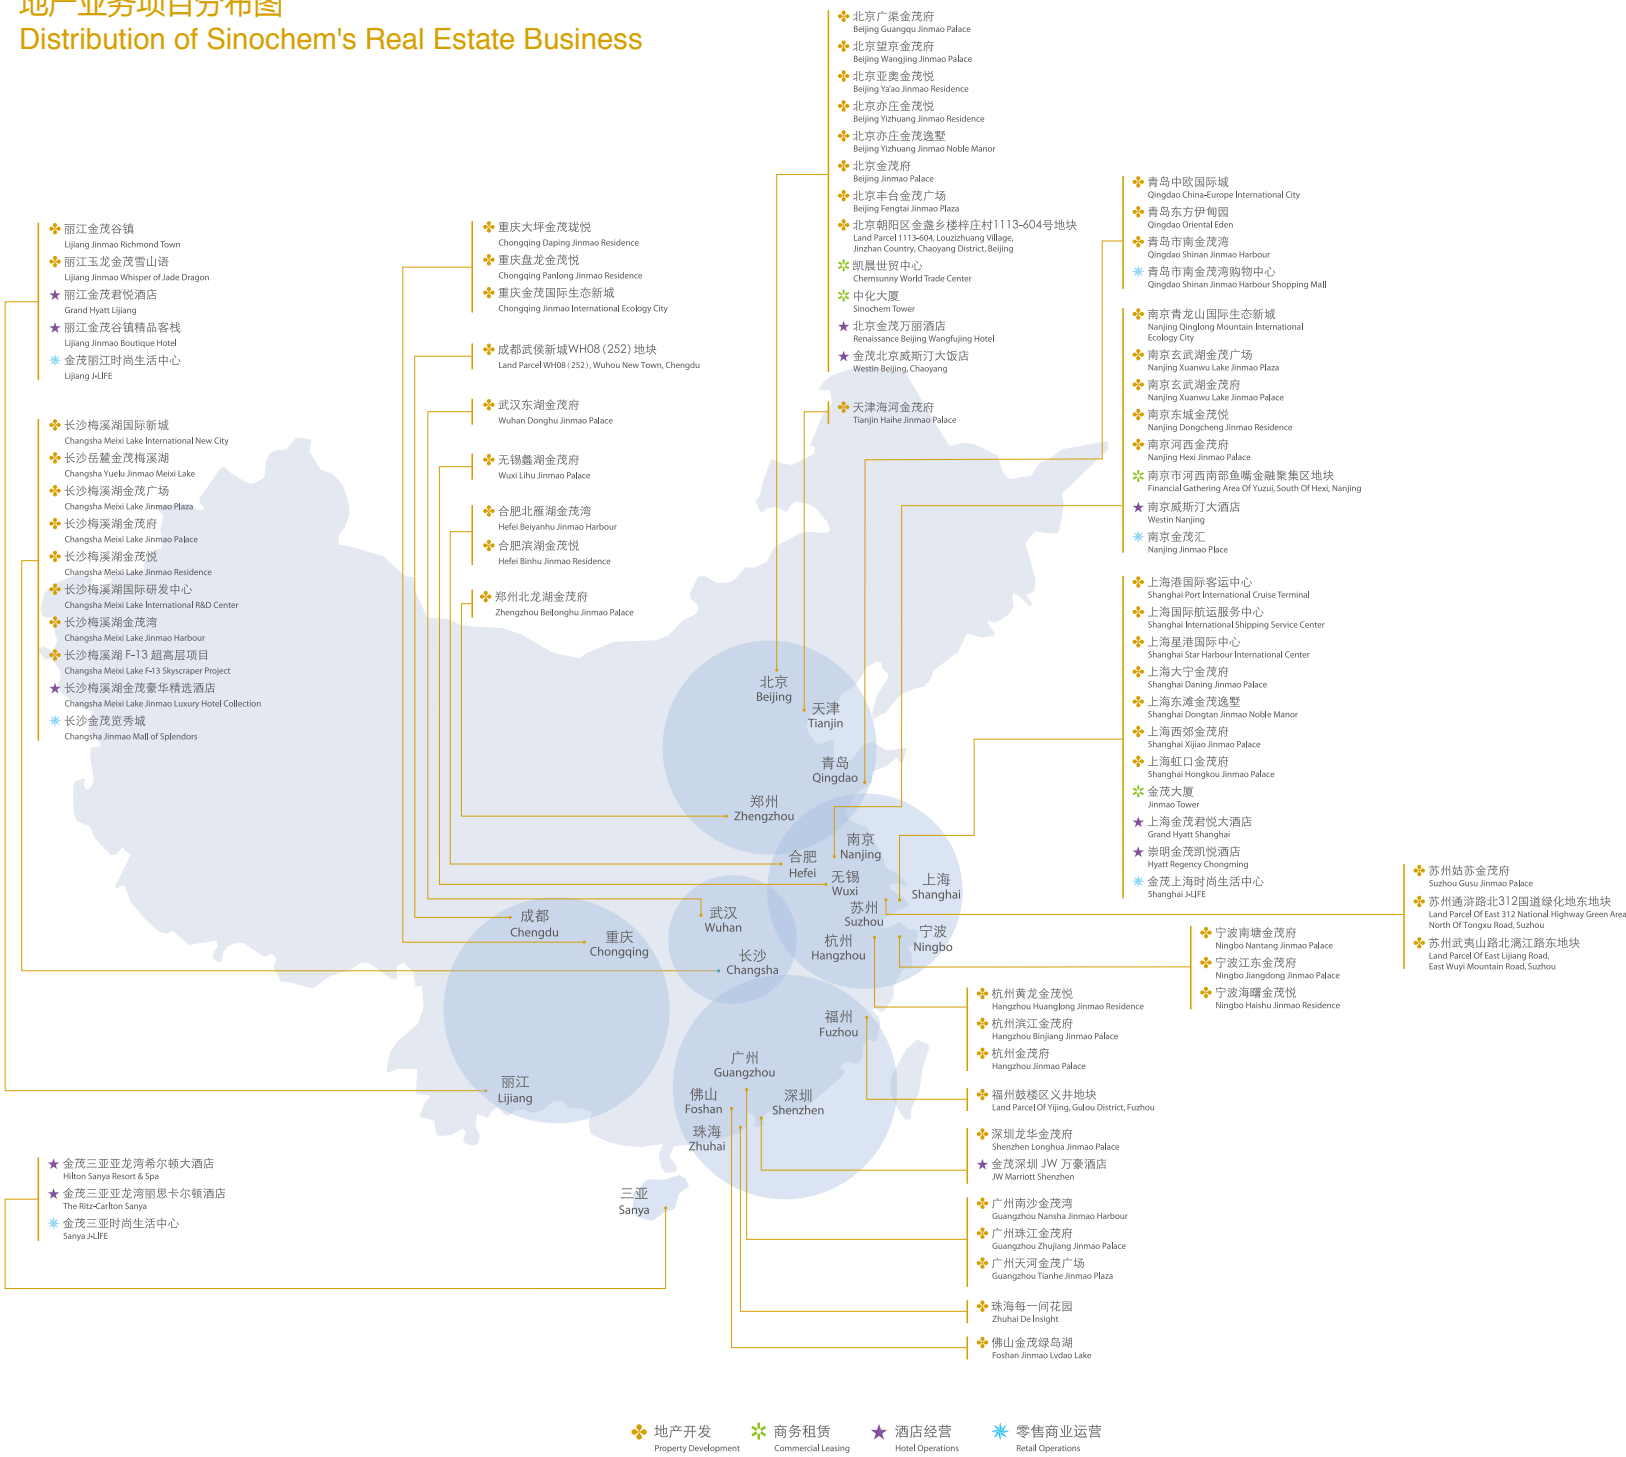 地产业务项目分布图
Distribution of Sinochem's Real Estate Business
北京广渠金茂府
Beijing Guangqu Jinmao Palace
北京望京金茂府
Beijing Wangjing Jinmao Palace
北京亚奥金茂悦
Beijing Ya'ao Jinmao Residence
北京亦庄金茂悦
Beijing Yizhuang Jinmao Residence
北京亦庄金茂逸墅
Beijing Yizhuang Jinmao Noble Manor
北京金茂府
Beijing Jinmao Palace
北京丰台金茂广场
Beijing Fengtai Jinmao Plaza
北京朝阳区金盏乡楼梓庄村1113-604号地块
Land Parcel 1113-604, Louzizhuang Village,
Jinzhan Country, Chaoyang District, Beijing
凯晨世贸中心
Chemsunny World Trade Center
中化大厦
Sinochem Tower
北京金茂万丽酒店
Renaissance Beijing Wangfujing Hotel
金茂北京威斯汀大饭店
Westin Beijing, Chaoyang
天津海河金茂府
Tianjin Haihe Jinmao Palace
青岛中欧国际城
Qingdao China-Europe International City
青岛东方伊甸园
Qingdao Oriental Eden
青岛市南金茂湾
Qingdao Shinan Jinmao Harbour
青岛市南金茂湾购物中心
Qingdao Shinan Jinmao Harbour Shopping Mall
南京青龙山国际生态新城
Nanjing Qinglong Mountain International
Ecology City
南京玄武湖金茂广场
Nanjing Xuanwu Lake Jinmao Plaza
南京玄武湖金茂府
Nanjing Xuanwu Lake Jinmao Palace
南京东城金茂悦
Nanjing Dongcheng Jinmao Residence
南京河西金茂府
Nanjing Hexi Jinmao Palace
南京市河西南部鱼嘴金融聚集区地块
Financial Gathering Area Of Yuzui, South Of Hexi, Nanjing
南京威斯汀大酒店
Westin Nanjing
南京金茂汇
Nanjing Jinmao Place
上海港国际客运中心
Shanghai Port International Cruise Terminal
上海国际航运服务中心
Shanghai International Shipping Service Center
上海星港国际中心
Shanghai Star Harbour International Center
上海大宁金茂府
Shanghai Daning Jinmao Palace
上海东滩金茂逸墅
Shanghai Dongtan Jinmao Noble Manor
上海西郊金茂府
Shanghai Xijiao Jinmao Palace
上海虹口金茂府
Shanghai Hongkou Jinmao Palace
金茂大厦
Jinmao Tower
上海金茂君悦大酒店
Grand Hyatt Shanghai
崇明金茂凯悦酒店
Hyatt Regency Chongming
金茂上海时尚生活中心
Shanghai J•LIFE
苏州姑苏金茂府
Suzhou Gusu Jinmao Palace
苏州通浒路北312国道绿化地东地块
Land Parcel Of East 312 National Highway Green Area
North Of Tongxu Road, Suzhou
苏州武夷山路北漓江路东地块
Land Parcel Of East Lijiang Road,
East Wuyi Mountain Road, Suzhou
宁波南塘金茂府
Ningbo Nantang Jinmao Palace
宁波江东金茂府
Ningbo Jiangdong Jinmao Palace
宁波海曙金茂悦
Ningbo Haishu Jinmao Residence
杭州黄龙金茂悦
Hangzhou Huanglong Jinmao Residence
杭州滨江金茂府
Hangzhou Binjiang Jinmao Palace
杭州金茂府
Hangzhou Jinmao Palace
福州鼓楼区义井地块
Land Parcel Of Yijing, Gulou District, Fuzhou
深圳龙华金茂府
Shenzhen Longhua Jinmao Palace
金茂深圳 JW 万豪酒店
JW Marriott Shenzhen
广州南沙金茂湾
Guangzhou Nansha Jinmao Harbour
广州珠江金茂府
Guangzhou Zhujiang Jinmao Palace
广州天河金茂广场
Guangzhou Tianhe Jinmao Plaza
珠海每一间花园
Zhuhai De Insight
佛山金茂绿岛湖
Foshan Jinmao Lvdao Lake
丽江金茂谷镇
Lijiang Jinmao Richmond Town
丽江玉龙金茂雪山语
Lijiang Jinmao Whisper of Jade Dragon
丽江金茂君悦酒店
Grand Hyatt Lijiang
丽江金茂谷镇精品客栈
Lijiang Jinmao Boutique Hotel
金茂丽江时尚生活中心
Lijiang J•LIFE
长沙梅溪湖国际新城
Changsha Meixi Lake International New City
长沙岳麓金茂梅溪湖
Changsha Yuelu Jinmao Meixi Lake
长沙梅溪湖金茂广场
Changsha Meixi Lake Jinmao Plaza
长沙梅溪湖金茂府
Changsha Meixi Lake Jinmao Palace
长沙梅溪湖金茂悦
Changsha Meixi Lake Jinmao Residence
长沙梅溪湖国际研发中心
Changsha Meixi Lake International R&D Center
长沙梅溪湖金茂湾
Changsha Meixi Lake Jinmao Harbour
长沙梅溪湖 F-13 超高层项目
Changsha Meixi Lake F-13 Skyscraper Project
长沙梅溪湖金茂豪华精选酒店
Changsha Meixi Lake Jinmao Luxury Hotel Collection
长沙金茂览秀城
Changsha Jinmao Mall of Splendors
重庆大坪金茂珑悦
Chongqing Daping Jinmao Residence
重庆盘龙金茂悦
Chongqing Panlong Jinmao Residence
重庆金茂国际生态新城
Chongqing Jinmao International Ecology City
成都武侯新城WH08 (252) 地块
Land Parcel WH08 (252), Wuhou New Town, Chengdu
武汉东湖金茂府
Wuhan Donghu Jinmao Palace
无锡蠡湖金茂府
Wuxi Lihu Jinmao Palace
合肥北雁湖金茂湾
Hefei Beiyanhu Jinmao Harbour
合肥滨湖金茂悦
Hefei Binhu Jinmao Residence
郑州北龙湖金茂府
Zhengzhou Beilonghu Jinmao Palace
金茂三亚亚龙湾希尔顿大酒店
Hilton Sanya Resort & Spa
金茂三亚亚龙湾丽思卡尔顿酒店
The Ritz-Carlton Sanya
金茂三亚时尚生活中心
Sanya J•LIFE
北京
Beijing
天津
Tianjin
青岛
Qingdao
郑州
Zhengzhou
南京
Nanjing
合肥
Hefei
无锡
Wuxi
上海
Shanghai
苏州
Suzhou
武汉
Wuhan
成都
Chengdu
重庆
Chongqing
杭州
Hangzhou
宁波
Ningbo
长沙
Changsha
福州
Fuzhou
广州
Guangzhou
丽江
Lijiang
佛山
Foshan
深圳
Shenzhen
珠海
Zhuhai
三亚
Sanya
地产开发
Property Development
商务租赁
Commercial Leasing
酒店经营
Hotel Operations
零售商业运营
Retail Operations